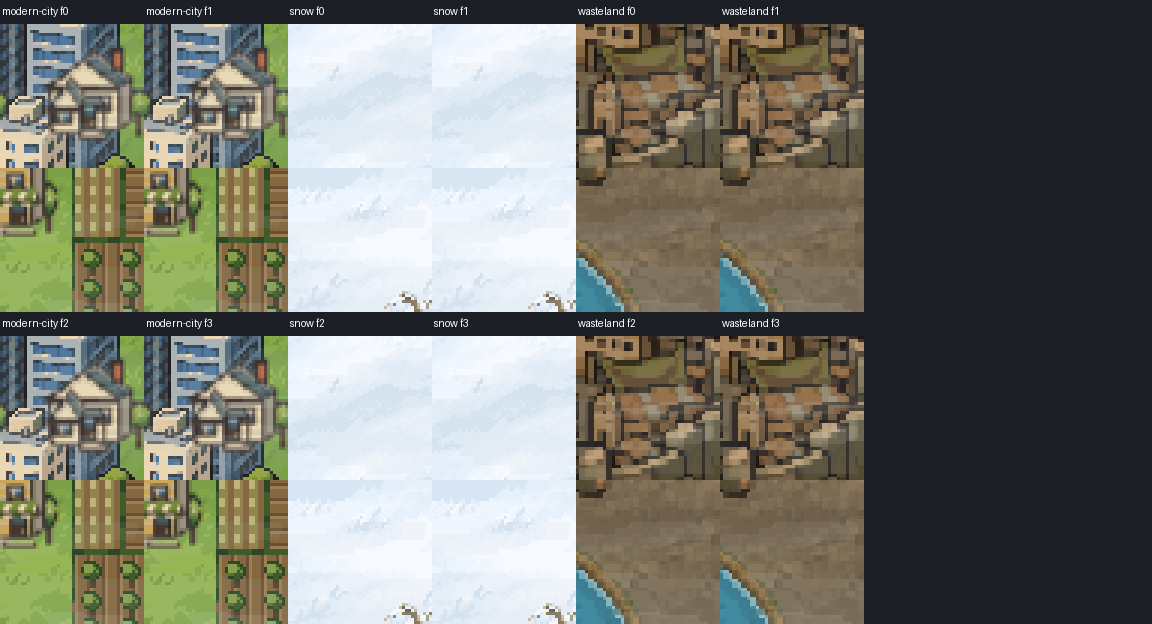 modern-city f0
modern-city f1
snow f0
snow f1
wasteland f0
wasteland f1
modern-city f2
modern-city f3
snow f2
snow f3
wasteland f2
wasteland f3